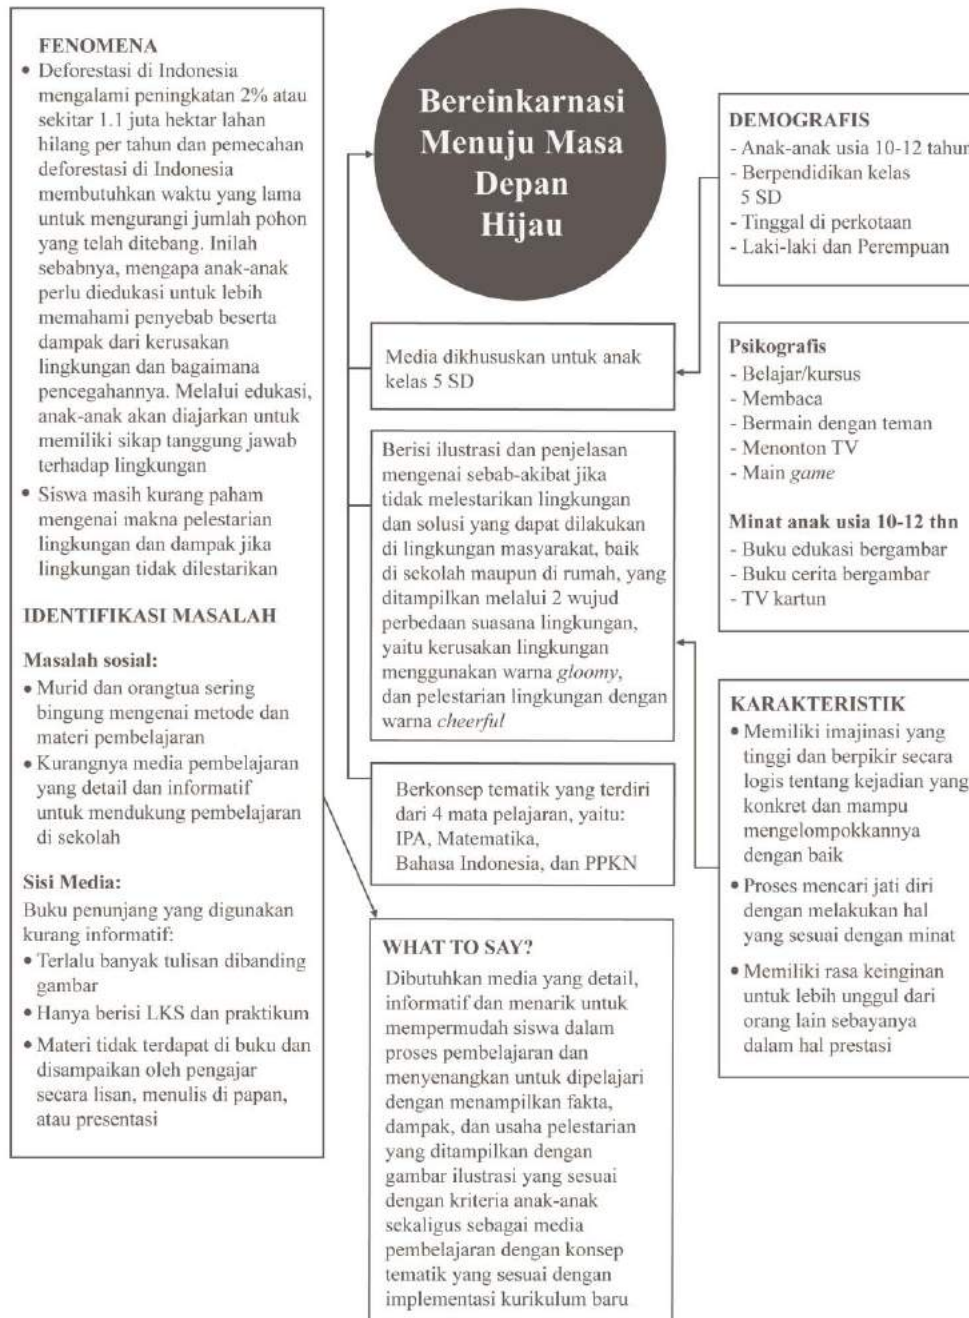 FENOMENA
• Deforestasi di Indonesia
mengalami peningkatan 2% atau
sekitar 1.1 juta hektar lahan
hilang per tahun dan pemecahan
deforestasi di Indonesia
membutuhkan waktu yang lama
untuk mengurangi jumlah pohon
yang telah ditebang. Inilah
sebabnya, mengapa anak-anak
perlu diedukasi untuk lebih
memahami penyebab beserta
dampak dari kerusakan
lingkungan dan bagaimana
pencegahannya. Melalui edukasi,
anak-anak akan diajarkan untuk
memiliki sikap tanggung jawab
terhadap lingkungan
• Siswa masih kurang paham
mengenai makna pelestarian
lingkungan dan dampak jika
lingkungan tidak dilestarikan
IDENTIFIKASI MASALAH
Masalah sosial:
• Murid dan orangtua sering
bingung mengenai metode dan
materi pembelajaran
• Kurangnya media pembelajaran
yang detail dan informatif
untuk mendukung pembelajaran
di sekolah
Sisi Media:
Buku penunjang yang digunakan
kurang informatif:
• Terlalu banyak tulisan dibanding
gambar
• Hanya berisi LKS dan praktikum
• Materi tidak terdapat di buku dan
disampaikan oleh pengajar
secara lisan, menulis di papan,
atau presentasi
Bereinkarnasi
Menuju Masa
Depan
Hijau
Media dikhususkan untuk anak
kelas 5 SD
Berisi ilustrasi dan penjelasan
mengenai sebab-akibat jika
tidak melestarikan lingkungan
dan solusi yang dapat dilakukan
di lingkungan masyarakat, baik
di sekolah maupun di rumah, yang
ditampilkan melalui 2 wujud
perbedaan suasana lingkungan,
yaitu kerusakan lingkungan
menggunakan warna gloomy,
dan pelestarian lingkungan dengan
warna cheerful
Berkonsep tematik yang terdiri
dari 4 mata pelajaran, yaitu:
IPA, Matematika,
Bahasa Indonesia, dan PPKN
WHAT TO SAY?
Dibutuhkan media yang detail,
informatif dan menarik untuk
mempermudah siswa dalam
proses pembelajaran dan
menyenangkan untuk dipelajari
dengan menampilkan fakta,
dampak, dan usaha pelestarian
yang ditampilkan dengan
gambar ilustrasi yang sesuai
dengan kriteria anak-anak
sekaligus sebagai media
pembelajaran dengan konsep
tematik yang sesuai dengan
implementasi kurikulum baru
DEMOGRAFIS
- Anak-anak usia 10-12 tahun
- Berpendidikan kelas
5 SD
- Tinggal di perkotaan
- Laki-laki dan Perempuan
Psikografis
- Belajar/kursus
- Membaca
- Bermain dengan teman
- Menonton TV
- Main game
Minat anak usia 10-12 thn
- Buku edukasi bergambar
- Buku cerita bergambar
- TV kartun
KARAKTERISTIK
• Memiliki imajinasi yang
tinggi dan berpikir secara
logis tentang kejadian yang
konkret dan mampu
mengelompokkannya
dengan baik
• Proses mencari jati diri
dengan melakukan hal
yang sesuai dengan minat
• Memiliki rasa keinginan
untuk lebih unggul dari
orang lain sebayanya
dalam hal prestasi